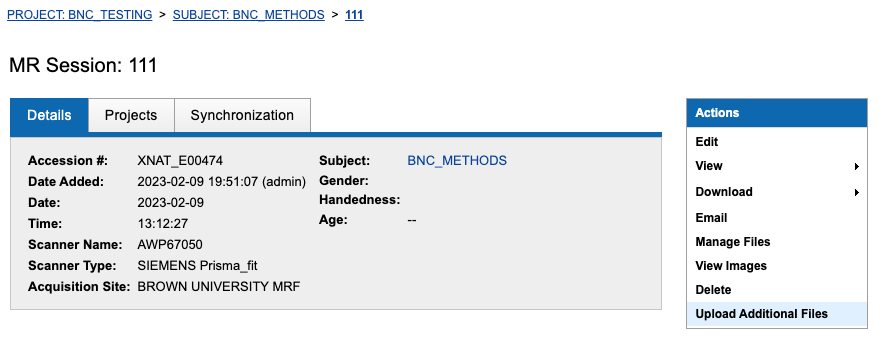 PROJECT: BNC_TESTING > SUBJECT: BNC_METHODS > 111
MR Session: 111
Details Projects Synchronization
Accession #: XNAT_E00474
Date Added: 2023-02-09 19:51:07 (admin)
Date: 2023-02-09
Time: 13:12:27
Scanner Name: AWP67050
Scanner Type: SIEMENS Prisma_fit
Acquisition Site: BROWN UNIVERSITY MRF
Subject: BNC_METHODS
Gender:
Handedness:
Age: --
Actions
Edit
View
Download
Email
Manage Files
View Images
Delete
Upload Additional Files